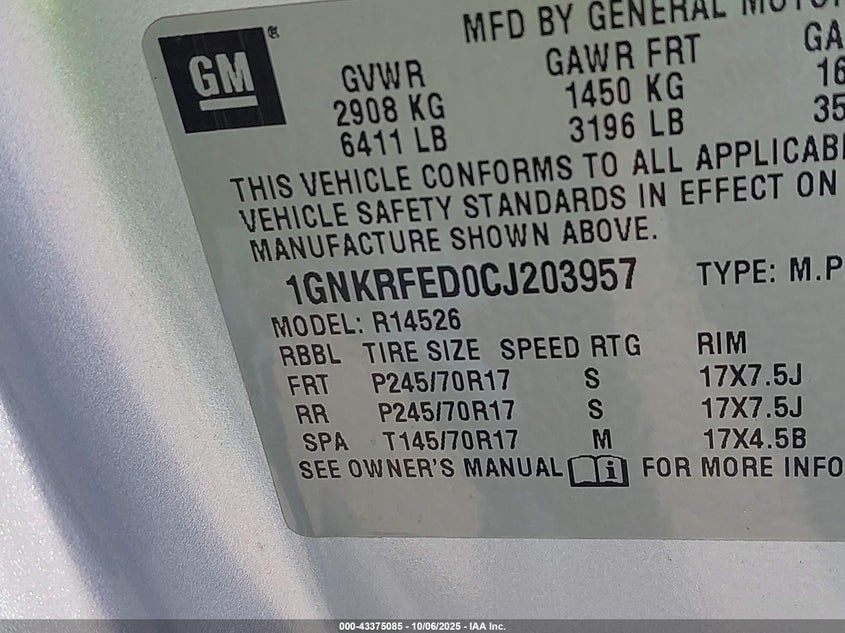 MFD BY GENERAL
GM®
GVWR GAWR FRT
2908 KG 1450 KG
6411 LB 3196 LB
THIS VEHICLE CONFORMS TO ALL
VEHICLE SAFETY STANDARDS IN EFFECT ON
MANUFACTURE SHOWN ABOVE.
1GNKRFED0CJ203957 TYPE: M.P
MODEL: R14526
RBBL TIRE SIZE SPEED RTG RIM
FRT P245/70R17 S 17X7.5J
RR P245/70R17 S 17X7.5J
SPA T145/70R17 M 17X4.5B
SEE OWNER'S MANUAL i FOR MORE INFO
000-43375085 - 10/06/2025 - IAA Inc.